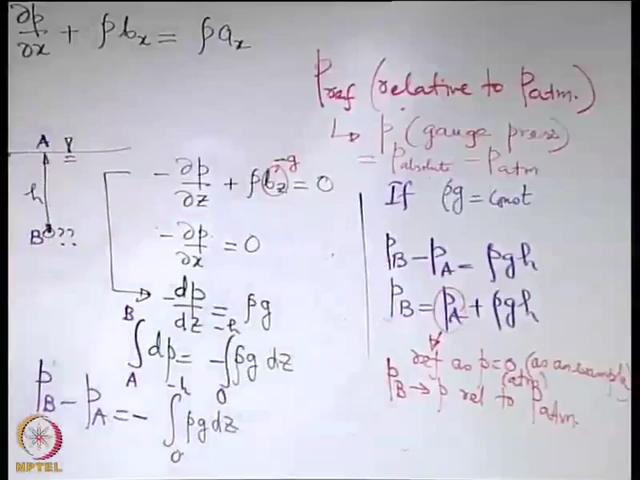 ∂p/∂x + ρb_x = ρa_x
P_ref (relative to P_atm.)
↳ p (gauge press)
= P_absolute - P_atm
A
h
B ??
-∂p/∂z + ρb_z = 0
-g
-∂p/∂x = 0
-dp/dz = ρg
∫_A^B dp = -∫_0^-h ρg dz
p_B - p_A = -∫_0^-h ρg dz
If ρg = const
p_B - p_A = ρgh
p_B = p_A + ρgh
ref as p=0 (as an example)
(atm)
p_B → p rel to p_atm.
NPTEL